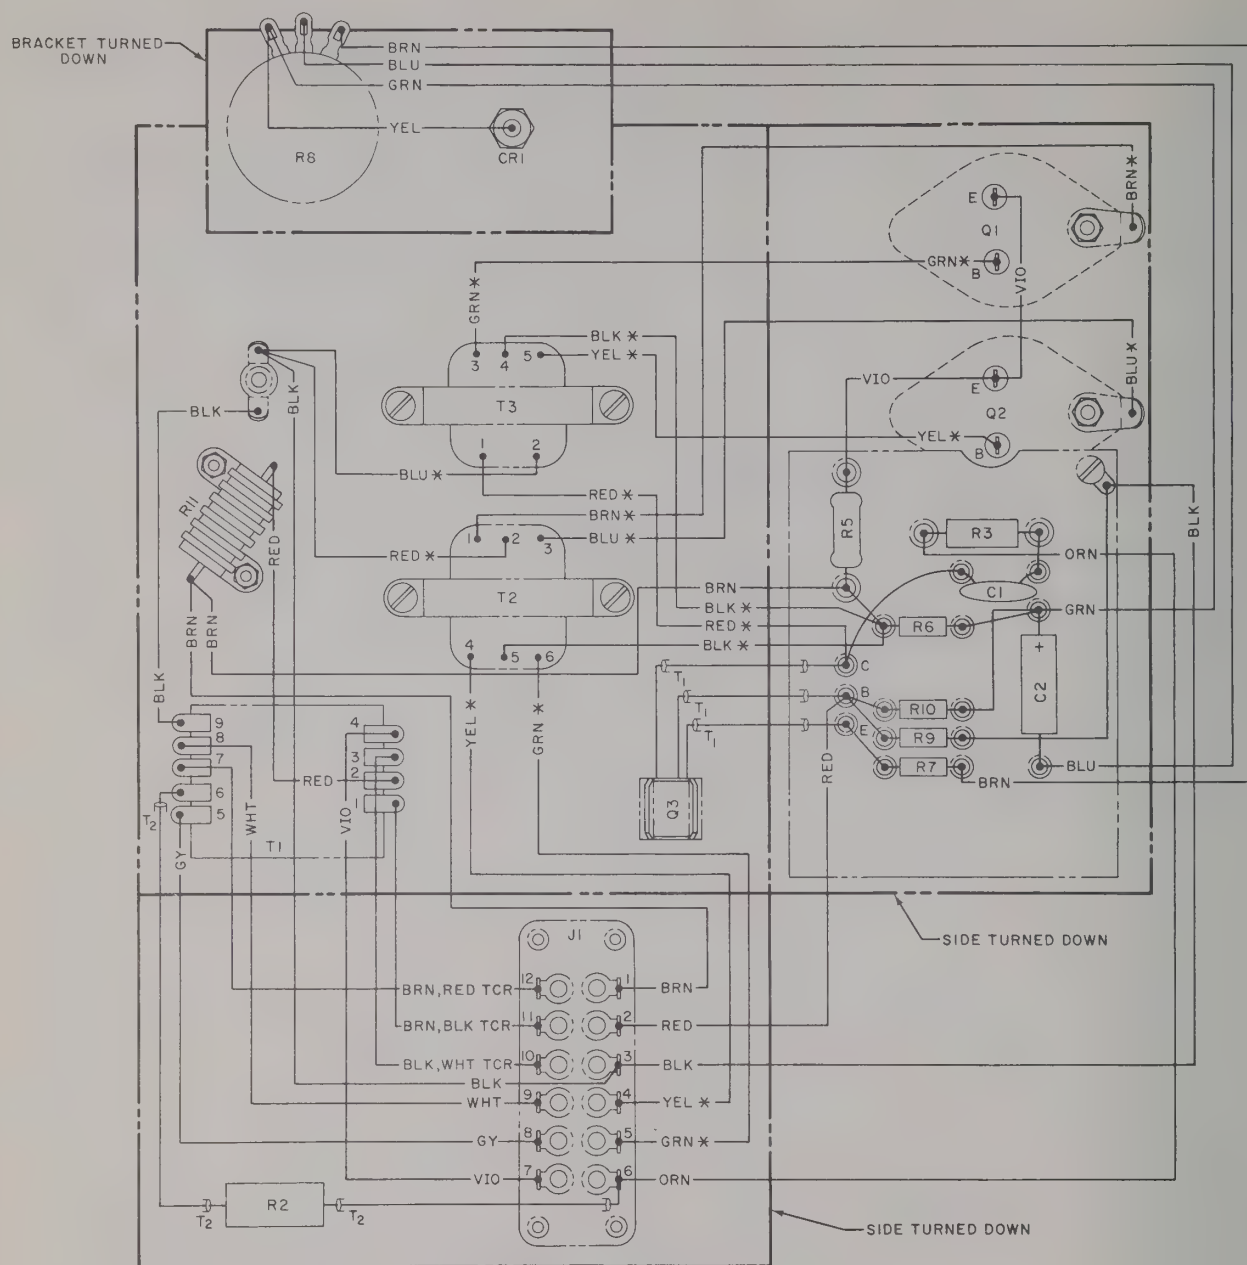 BRACKET TURNED
DOWN
BRN
BLU
GRN
YEL
R8
CR1
BRN*
E
Q1
GRN*
B
VIO
GRN*
BLK*
YEL*
3
4
5
BLU*
BLK
BLK
T3
VIO
E
Q2
YEL*
B
1
2
BLU*
R11
RED
RED*
BRN*
BLU*
1
2
3
RED*
R5
R3
ORN
BLK
T2
BRN
C1
BLK*
GRN
RED*
R6
BLK*
+
C2
BRN
BRN
4
5
6
C
T1
B
T1
E
T1
R10
R9
R7
BLU
BRN
BLK
YEL*
GRN*
RED
9
8
7
6
5
4
3
2
1
RED
T2
WHT
VIO
GY
T1
Q3
SIDE TURNED DOWN
J1
BRN,RED TCR
12
1
BRN
BRN,BLK TCR
11
2
RED
BLK,WHT TCR
10
3
BLK
BLK
WHT
9
4
YEL*
GY
8
5
GRN*
VIO
7
6
ORN
R2
T2
T2
SIDE TURNED DOWN